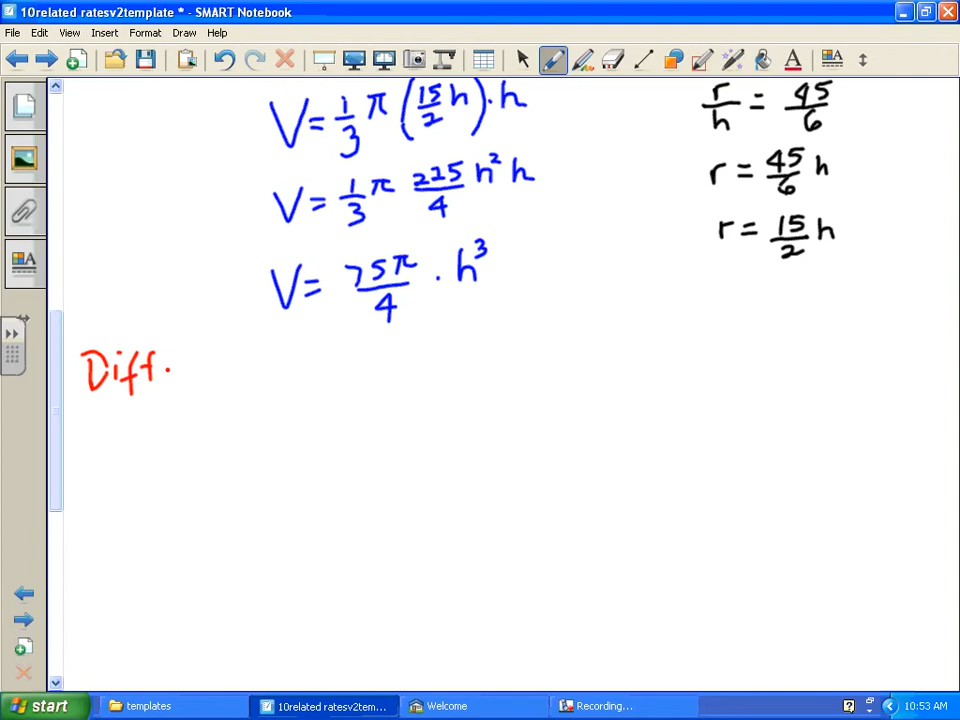 10related ratesv2template * - SMART Notebook
File Edit View Insert Format Draw Help
V = 1/3 π (15/2 h) · h
r/h = 45/6
V = 1/3 π 225/4 h² h
r = 45/6 h
r = 15/2 h
V = 75π/4 · h³
Diff.
start templates 10related ratesv2tem... Welcome Recording... 10:53 AM